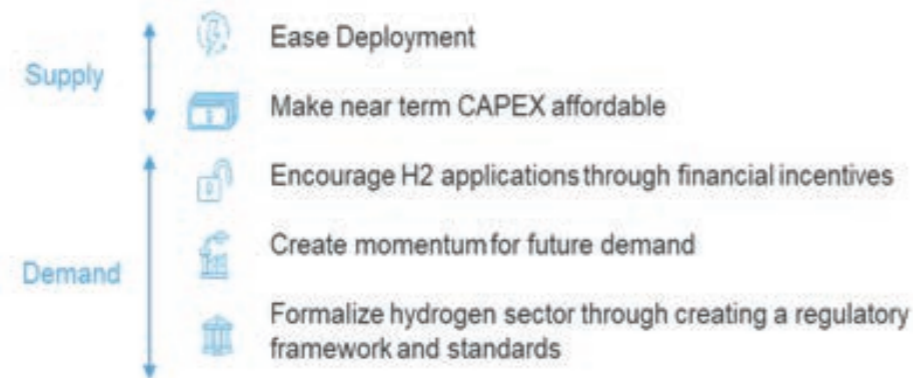 Supply
Ease Deployment
Make near term CAPEX affordable
Demand
Encourage H2 applications through financial incentives
Create momentum for future demand
Formalize hydrogen sector through creating a regulatory
framework and standards